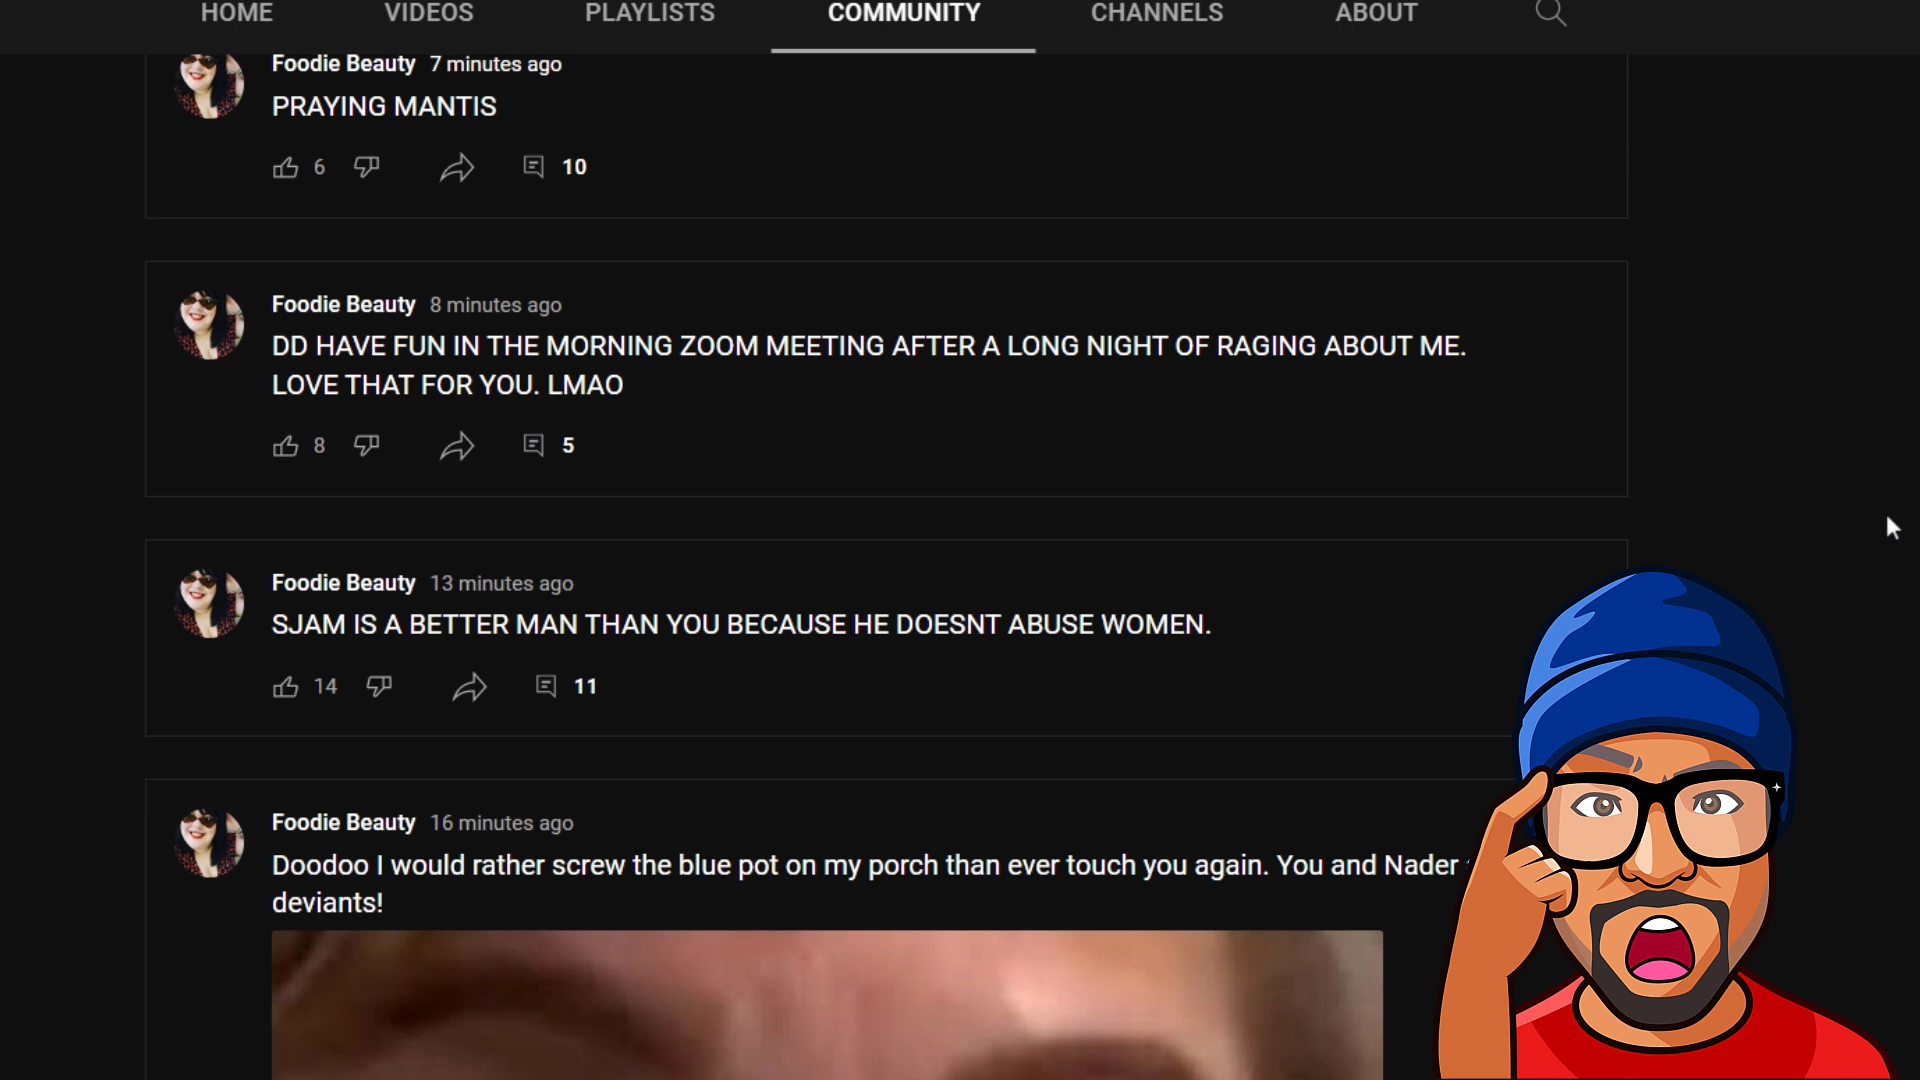 HOME VIDEOS PLAYLISTS COMMUNITY CHANNELS ABOUT
Foodie Beauty 7 minutes ago
PRAYING MANTIS
6 10
Foodie Beauty 8 minutes ago
DD HAVE FUN IN THE MORNING ZOOM MEETING AFTER A LONG NIGHT OF RAGING ABOUT ME.
LOVE THAT FOR YOU. LMAO
8 5
Foodie Beauty 13 minutes ago
SJAM IS A BETTER MAN THAN YOU BECAUSE HE DOESNT ABUSE WOMEN.
14 11
Foodie Beauty 16 minutes ago
Doodoo I would rather screw the blue pot on my porch than ever touch you again. You and Nader
deviants!